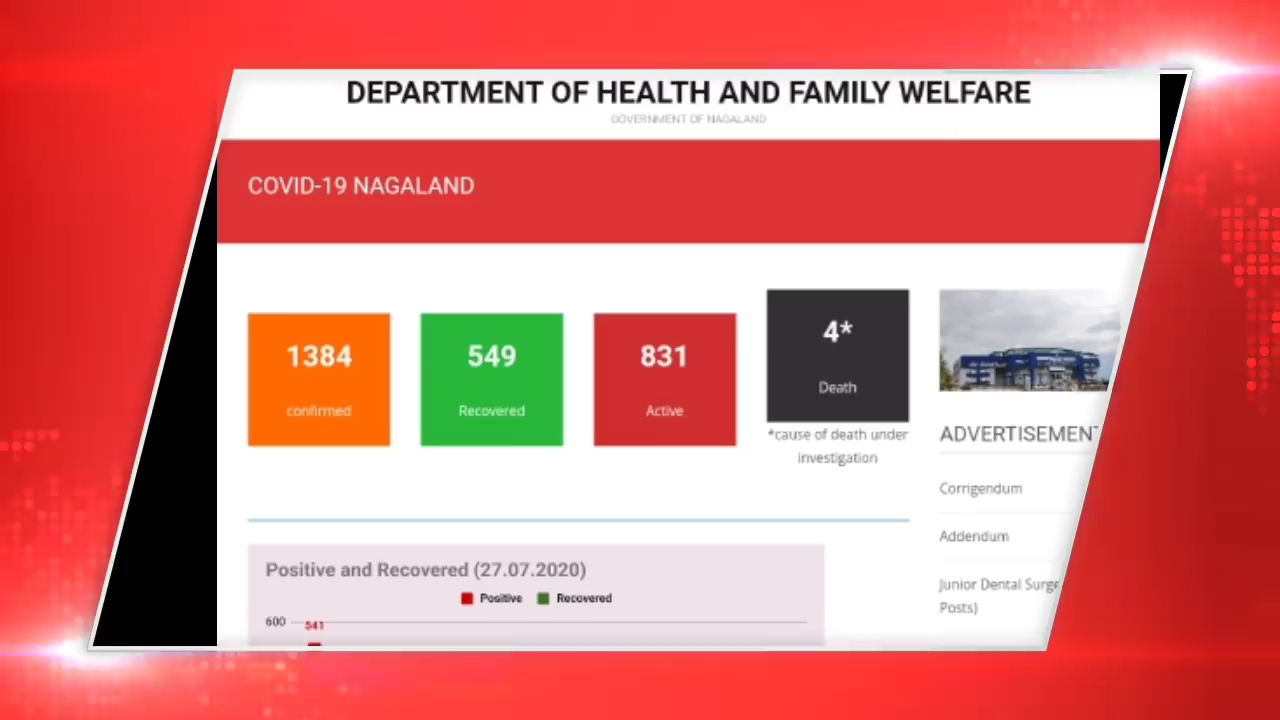 DEPARTMENT OF HEALTH AND FAMILY WELFARE
GOVERNMENT OF NAGALAND
COVID-19 NAGALAND
1384
confirmed
549
Recovered
831
Active
4*
Death
*cause of death under
investigation
ADVERTISEMENT
Corrigendum
Addendum
Junior Dental Surge
Posts)
Positive and Recovered (27.07.2020)
Positive
Recovered
600
541